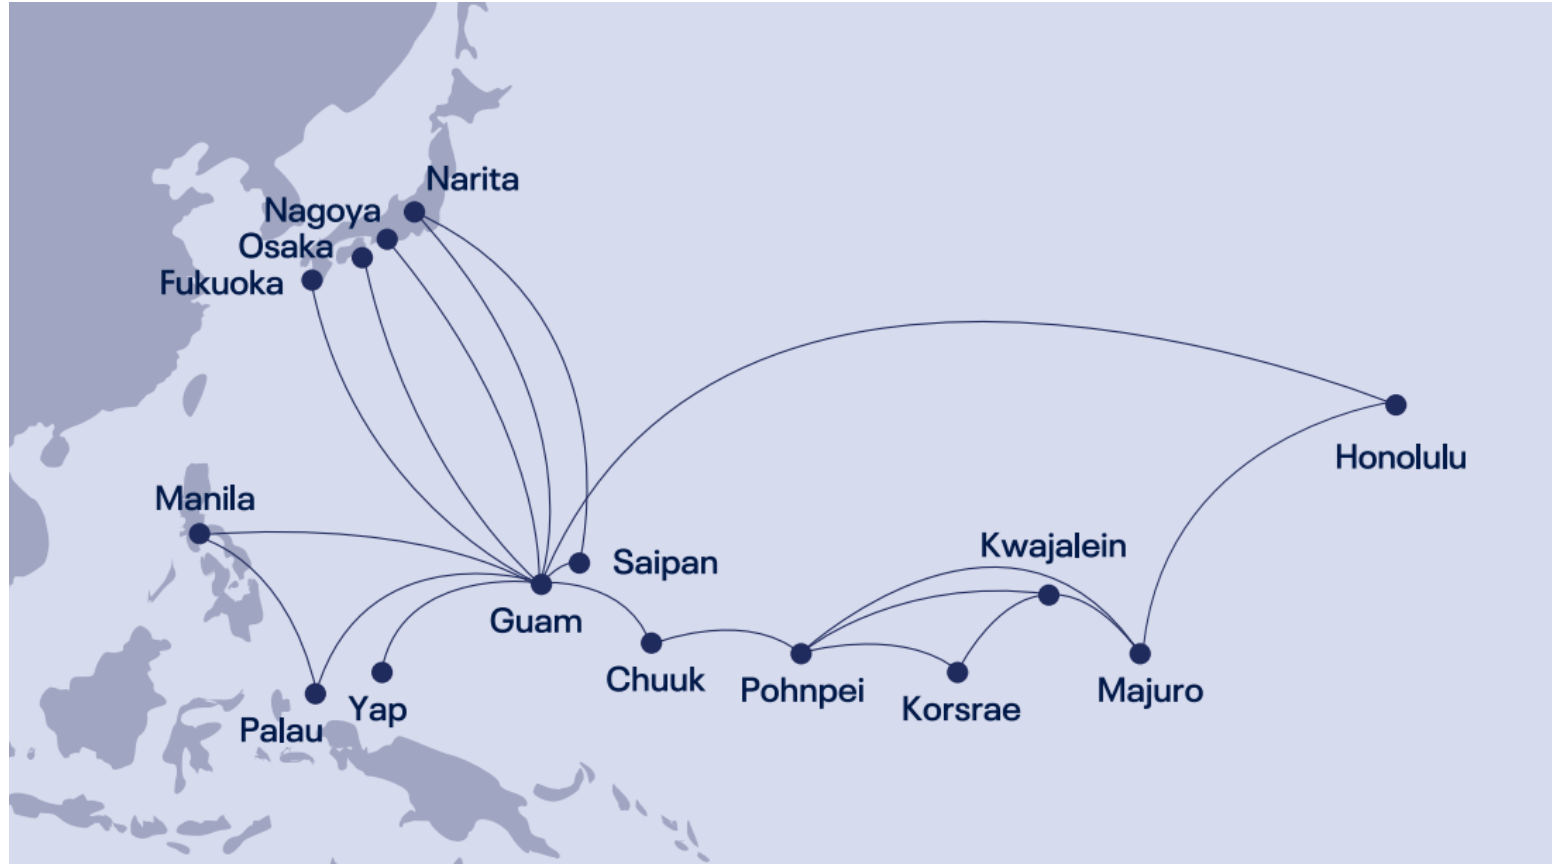 Narita
Nagoya
Osaka
Fukuoka
Honolulu
Manila
Kwajalein
Saipan
Guam
Chuuk
Pohnpei
Korsrae
Majuro
Yap
Palau